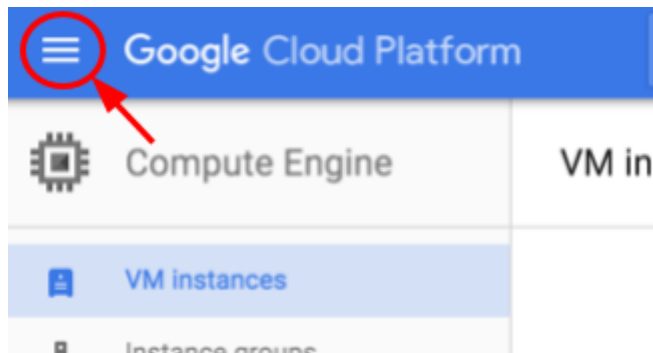 Google Cloud Platform
Compute Engine
VM in
VM instances
Instance groups